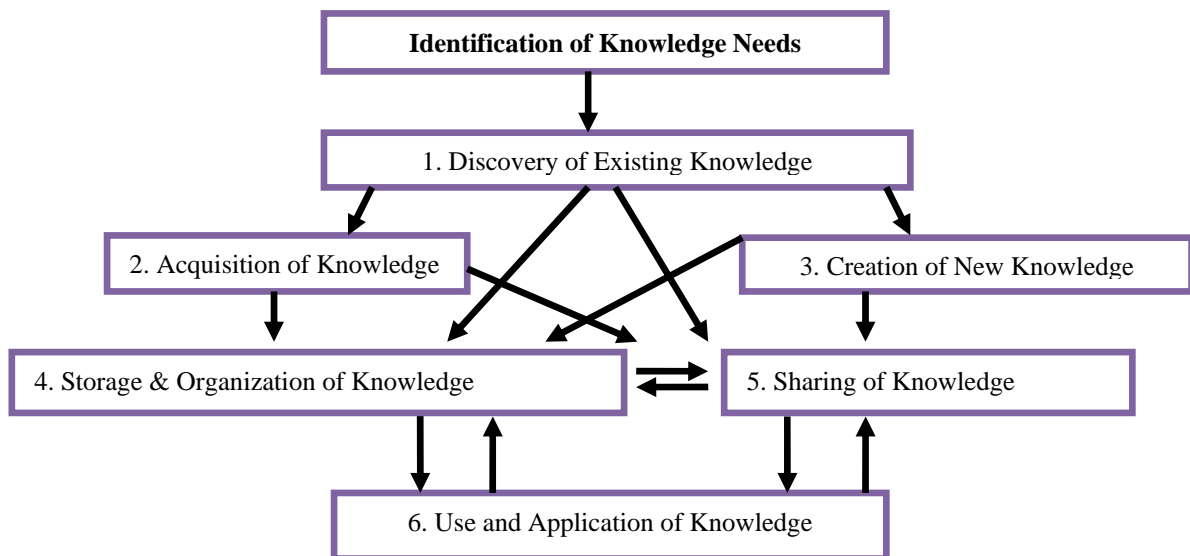 Identification of Knowledge Needs
1. Discovery of Existing Knowledge
2. Acquisition of Knowledge
3. Creation of New Knowledge
4. Storage & Organization of Knowledge
5. Sharing of Knowledge
6. Use and Application of Knowledge